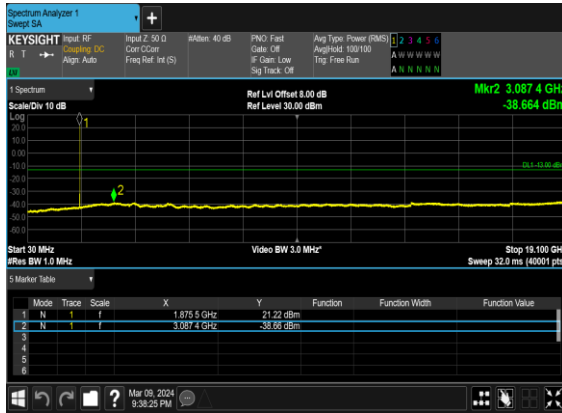 Spectrum Analyzer 1
Swept SA
+
KEYSIGHT Input: RF Input Z: 50 Ω #Atten: 40 dB PNO: Fast Avg Type: Power (RMS) 1 2 3 4 5 6
R T Coupling: DC Corr CCorr Gate: Off Avg|Hold: 100/100 A W W W W W
Align: Auto Freq Ref: Int (S) IF Gain: Low Trig: Free Run
Sig Track: Off A N N N N N
1 Spectrum
Ref Lvl Offset 8.00 dB Mkr2 3.087 4 GHz
Scale/Div 10 dB Ref Level 30.00 dBm -38.664 dBm
Log
1
20.0
10.0
0.00
-10.0
DL1 -13.00 dBm
-20.0
-30.0
2
-40.0
-50.0
-60.0
Start 30 MHz Video BW 3.0 MHz* Stop 19.100 GHz
#Res BW 1.0 MHz Sweep 32.0 ms (40001 pts)
5 Marker Table
Mode Trace Scale X Y Function Function Width Function Value
1 N 1 f 1.875 5 GHz 21.22 dBm
2 N 1 f 3.087 4 GHz -38.66 dBm
3
4
5
6
? Mar 09, 2024
9:38:25 PM